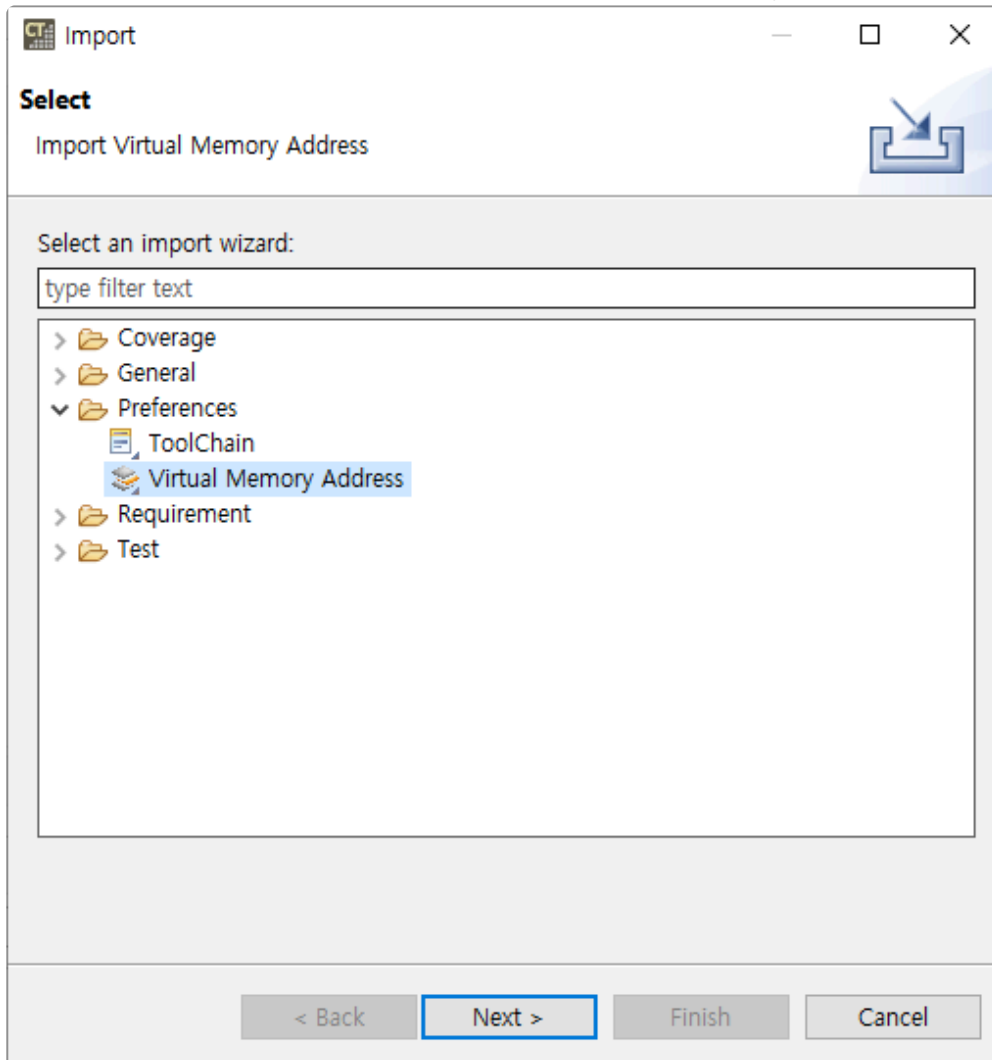 CT Import
Select
Import Virtual Memory Address
Select an import wizard:
type filter text
Coverage
General
Preferences
ToolChain
Virtual Memory Address
Requirement
Test
< Back Next > Finish Cancel